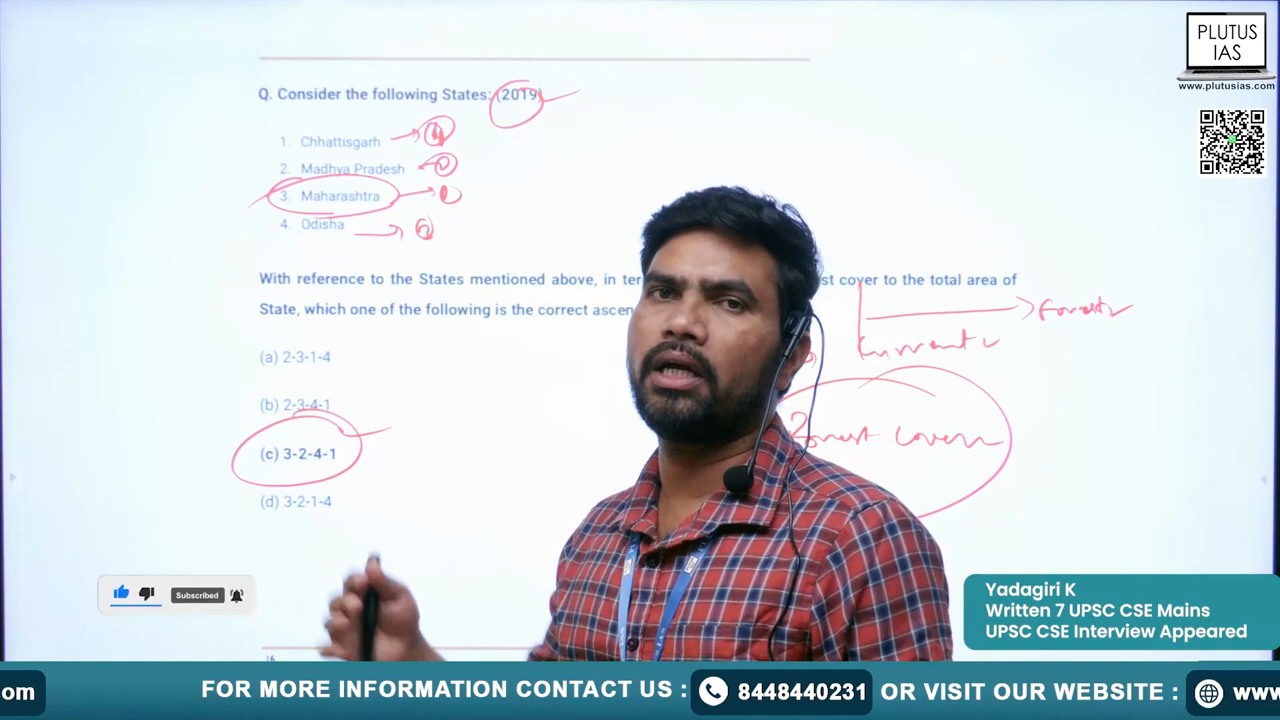 PLUTUS
IAS
www.plutusias.com
Q. Consider the following States: (2019)
1. Chhattisgarh
2. Madhya Pradesh
3. Maharashtra
4. Odisha
With reference to the States mentioned above, in ter st cover to the total area of
State, which one of the following is the correct ascen
(a) 2-3-1-4
(b) 2-3-4-1
(c) 3-2-4-1
(d) 3-2-1-4
Forest cover
Subscribed
Yadagiri K
Written 7 UPSC CSE Mains
UPSC CSE Interview Appeared
16
om FOR MORE INFORMATION CONTACT US : 8448440231 OR VISIT OUR WEBSITE : www